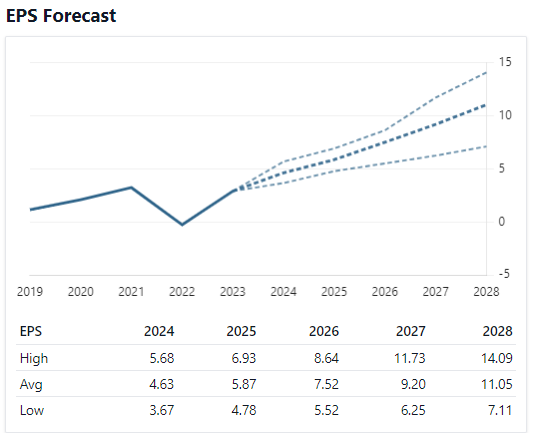 EPS Forecast
15
10
5
0
-5
2019 2020 2021 2022 2023 2024 2025 2026 2027 2028
EPS 2024 2025 2026 2027 2028
High 5.68 6.93 8.64 11.73 14.09
Avg 4.63 5.87 7.52 9.20 11.05
Low 3.67 4.78 5.52 6.25 7.11